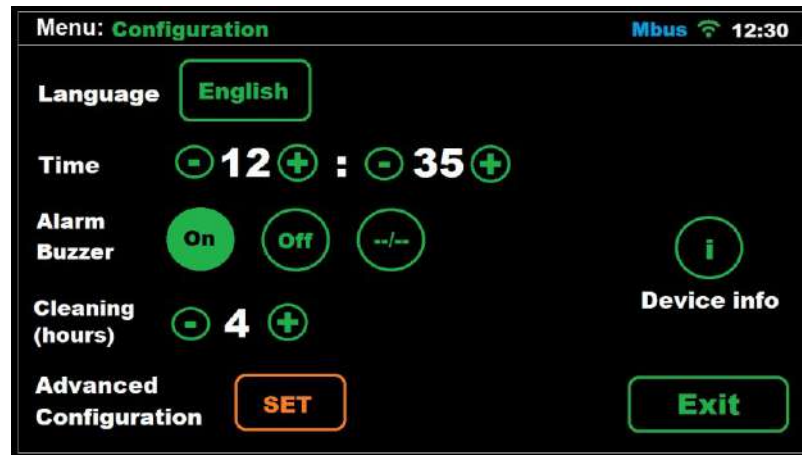 Menu: Configuration Mbus 12:30
Language English
Time - 12 + : - 35 +
Alarm
Buzzer
On Off --/--
i
Device info
Cleaning
(hours)
- 4 +
Advanced
Configuration
SET
Exit